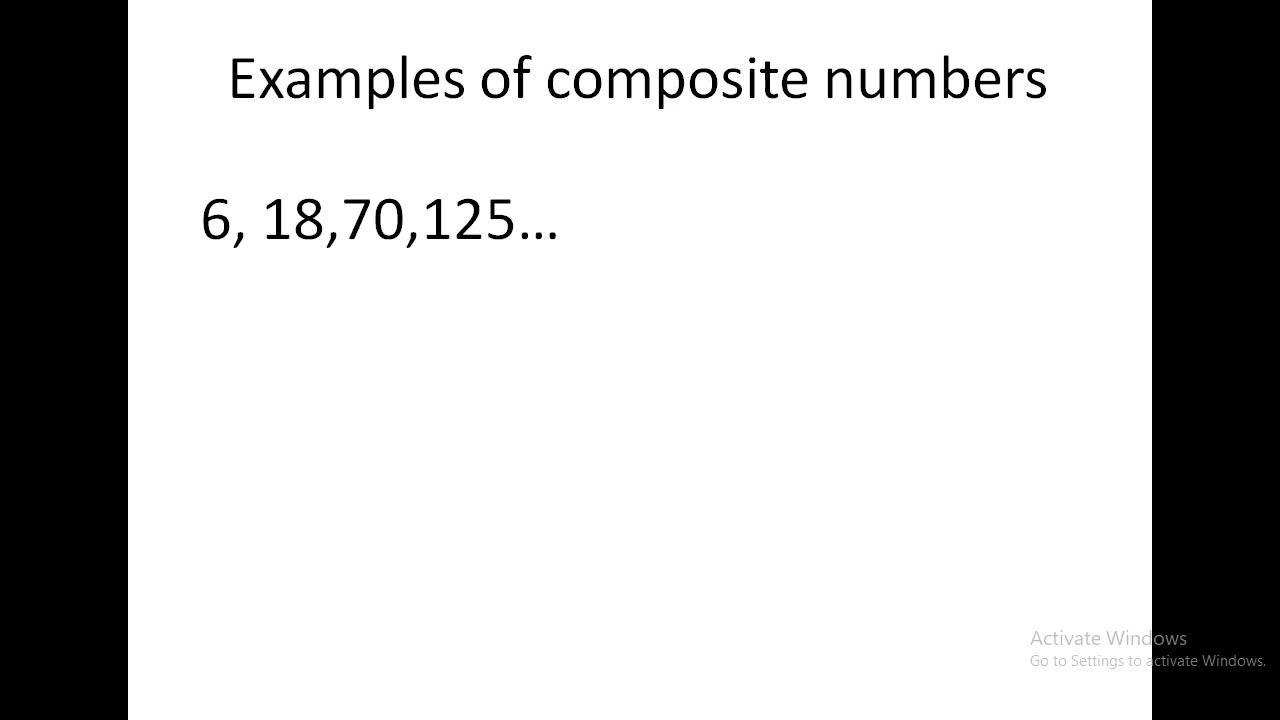 Examples of composite numbers
6, 18,70,125...
Activate Windows
Go to Settings to activate Windows.